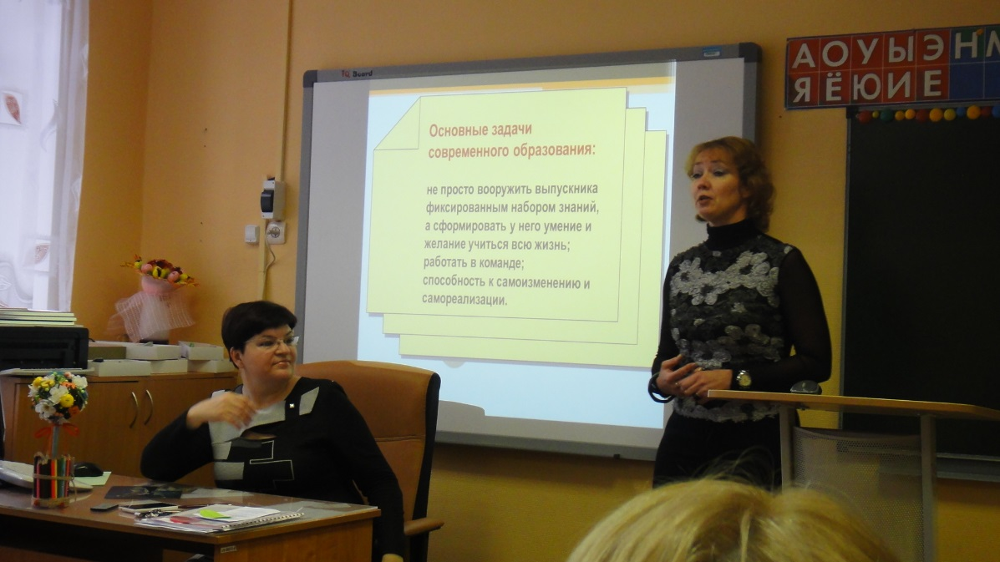 IQ Board
Основные задачи
современного образования:
не просто вооружить выпускника
фиксированным набором знаний,
а сформировать у него умение и
желание учиться всю жизнь;
работать в команде;
способность к самоизменению и
самореализации.
А О У Ы Э Н
Я Ё Ю И Е